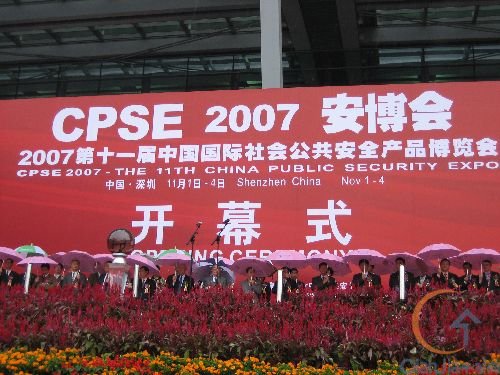 CPSE 2007 安博会
2007第十一届中国国际社会公共安全产品博览会
CPSE 2007 - THE 11TH CHINA PUBLIC SECURITY EXPO
中国·深圳 11月1日-4日 Shenzhen China Nov 1-4
开幕式
OPENING CEREMONY